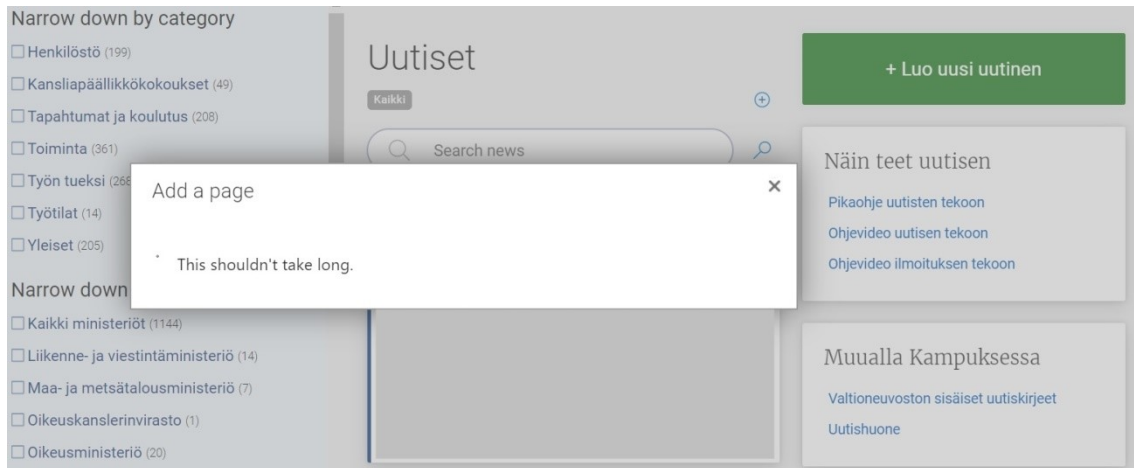 Narrow down by category
Henkilöstö (199)
Kansliapäällikkökokoukset (49)
Tapahtumat ja koulutus (208)
Toiminta (361)
Työn tueksi (268
Työtilat (14)
Yleiset (205)
Narrow down
Kaikki ministeriöt (1144)
Liikenne- ja viestintäministeriö (14)
Maa- ja metsätalousministeriö (7)
Oikeuskanslerinvirasto (1)
Oikeusministeriö (20)
Uutiset
Kaikki
Search news
Add a page
This shouldn't take long.
+ Luo uusi uutinen
Näin teet uutisen
Pikaohje uutisten tekoon
Ohjevideo uutisen tekoon
Ohjevideo ilmoituksen tekoon
Muualla Kampuksessa
Valtioneuvoston sisäiset uutiskirjeet
Uutishuone